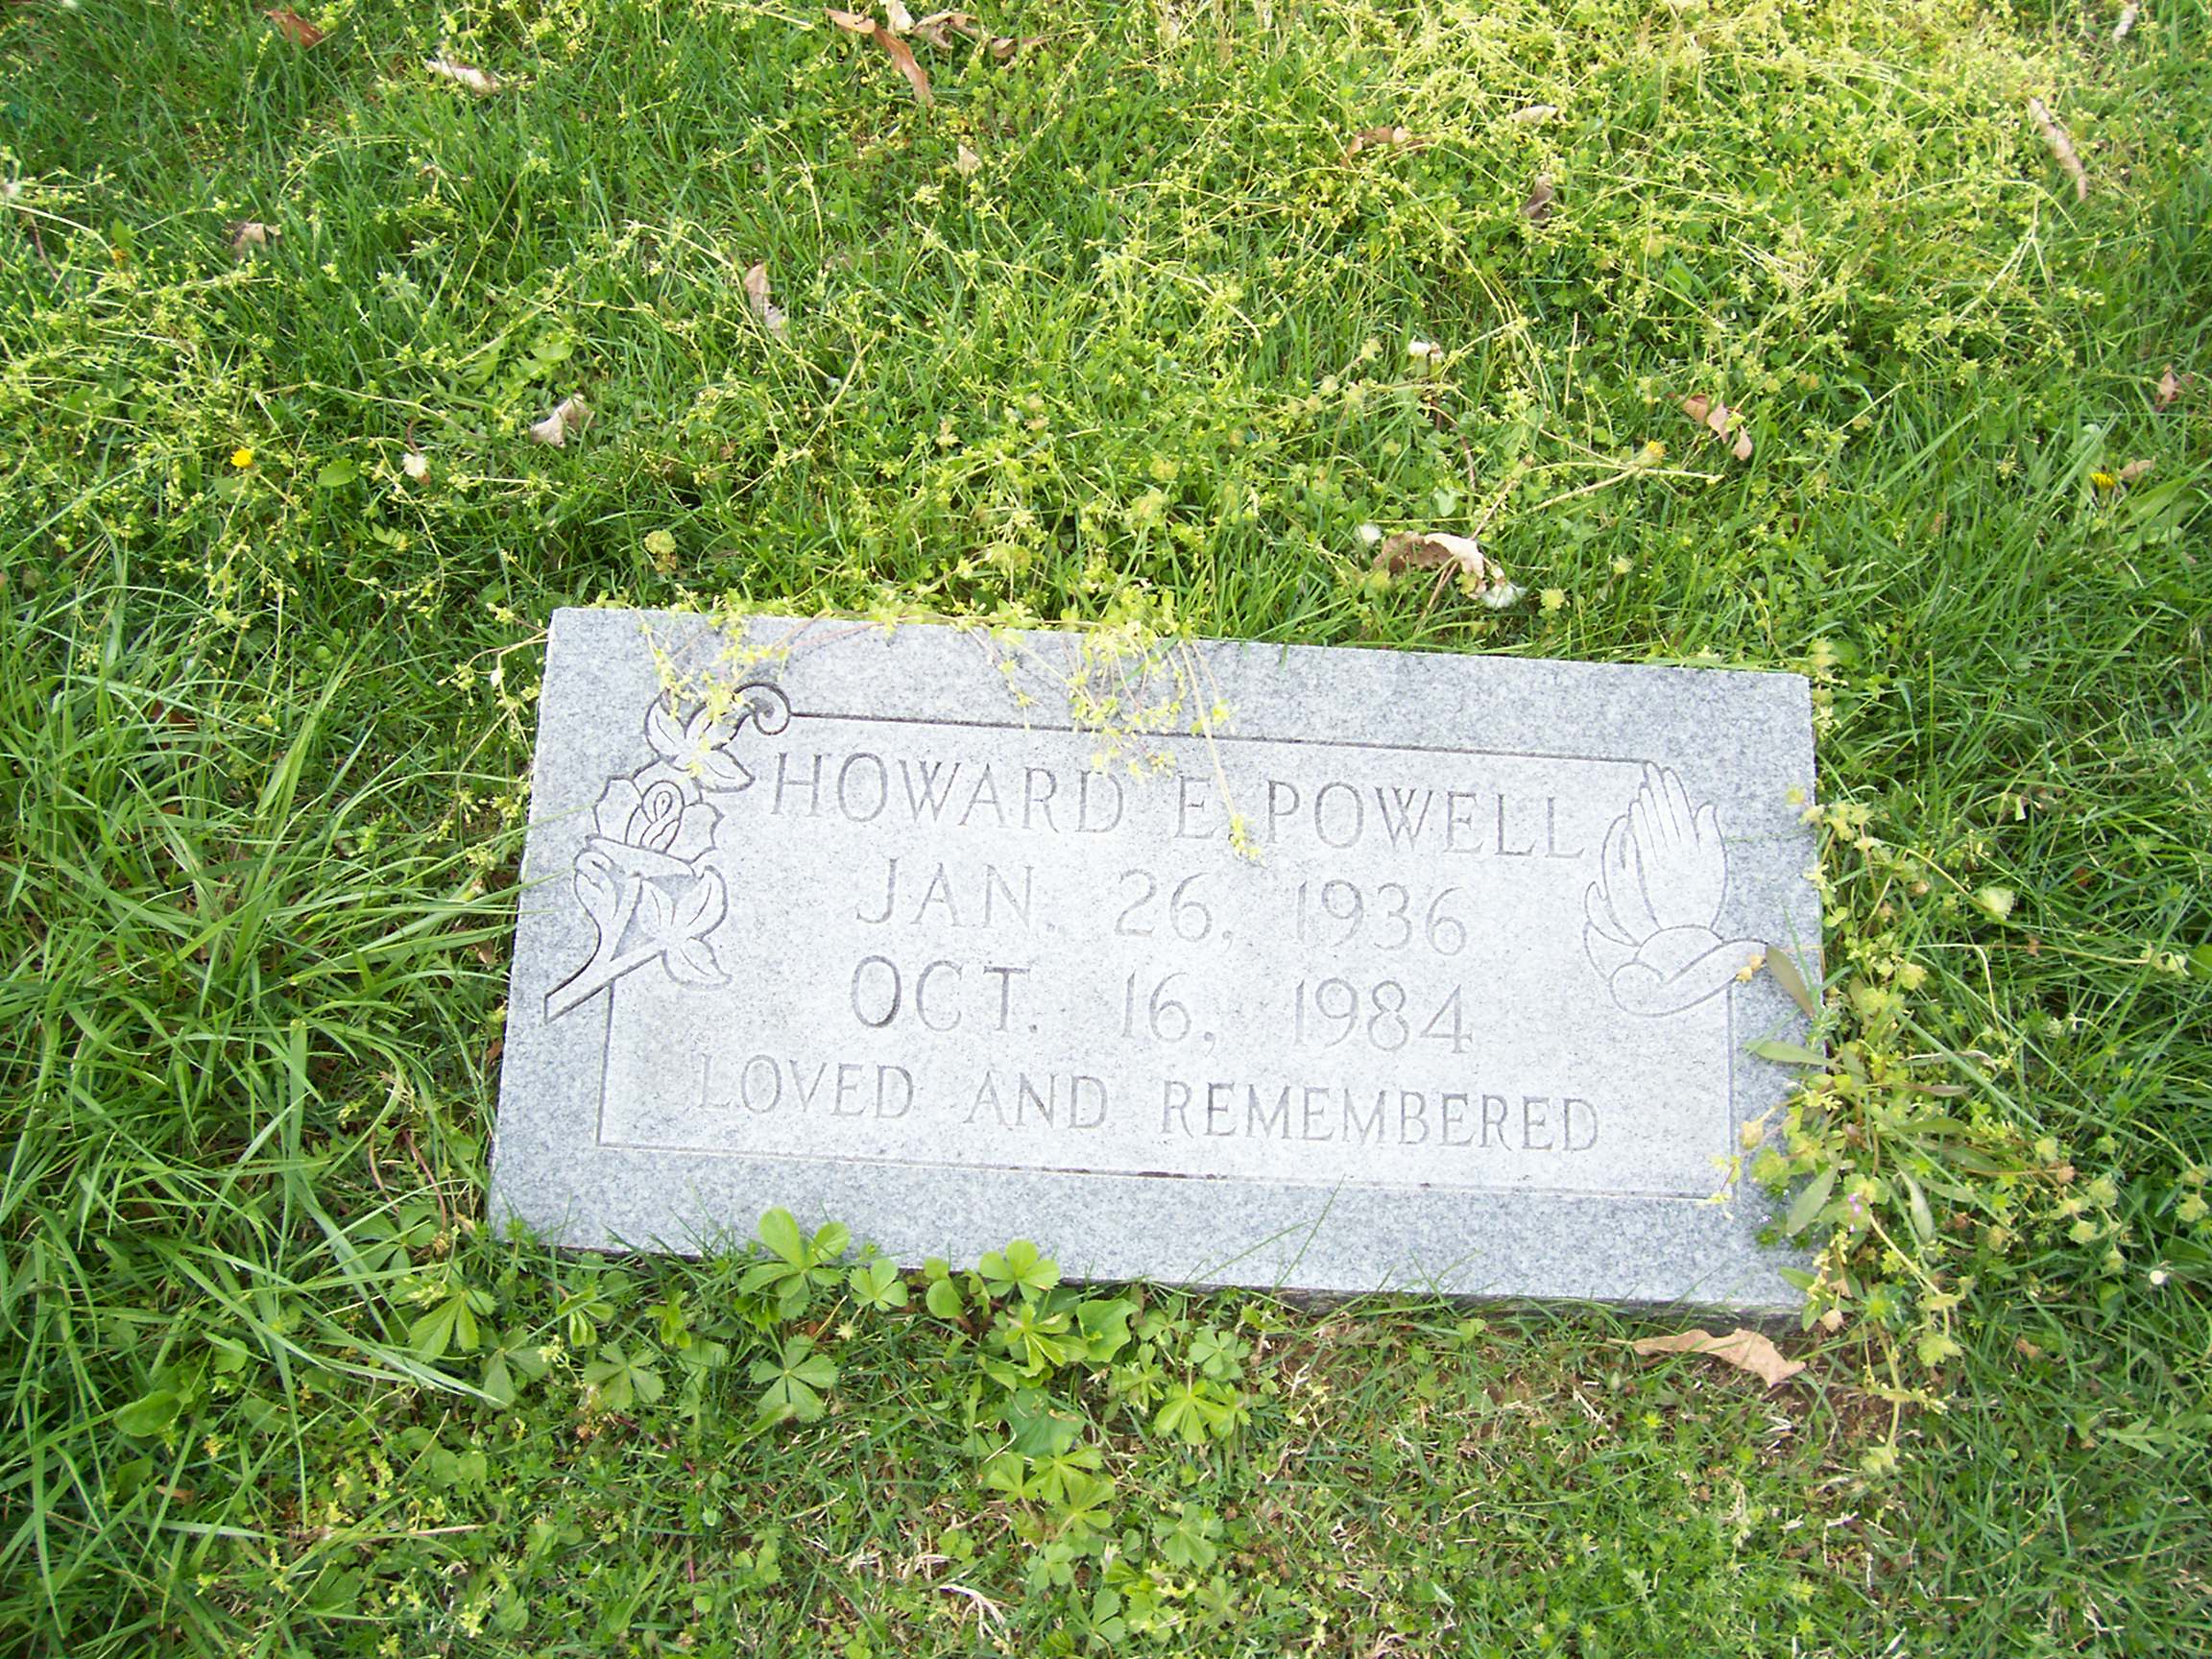 HOWARD E. POWELL
JAN. 26, 1936
OCT. 16, 1984
LOVED AND REMEMBERED